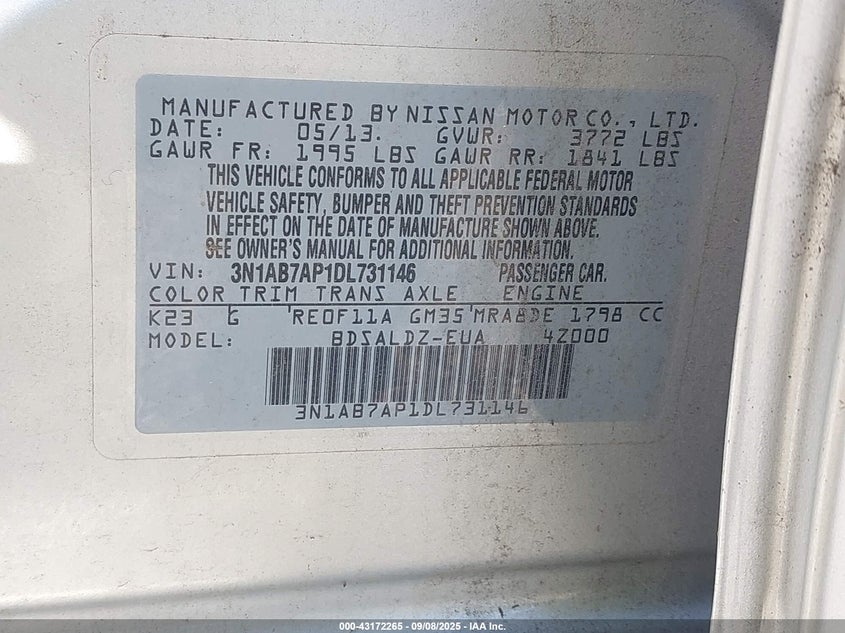 MANUFACTURED BY NISSAN MOTOR CO., LTD.
DATE: 05/13. GVWR: 3772 LBS
GAWR FR: 1995 LBS GAWR RR: 1841 LBS
THIS VEHICLE CONFORMS TO ALL APPLICABLE FEDERAL MOTOR
VEHICLE SAFETY, BUMPER AND THEFT PREVENTION STANDARDS
IN EFFECT ON THE DATE OF MANUFACTURE SHOWN ABOVE.
SEE OWNER'S MANUAL FOR ADDITIONAL INFORMATION.
VIN: 3N1AB7AP1DL731146 PASSENGER CAR.
COLOR TRIM TRANS AXLE ENGINE
K23 G RE0F11A GM35 MRA8DE 1798 CC
MODEL: BDSALDZ-EUA 4Z000
3N1AB7AP1DL731146
000-43172265 - 09/08/2025 - IAA Inc.